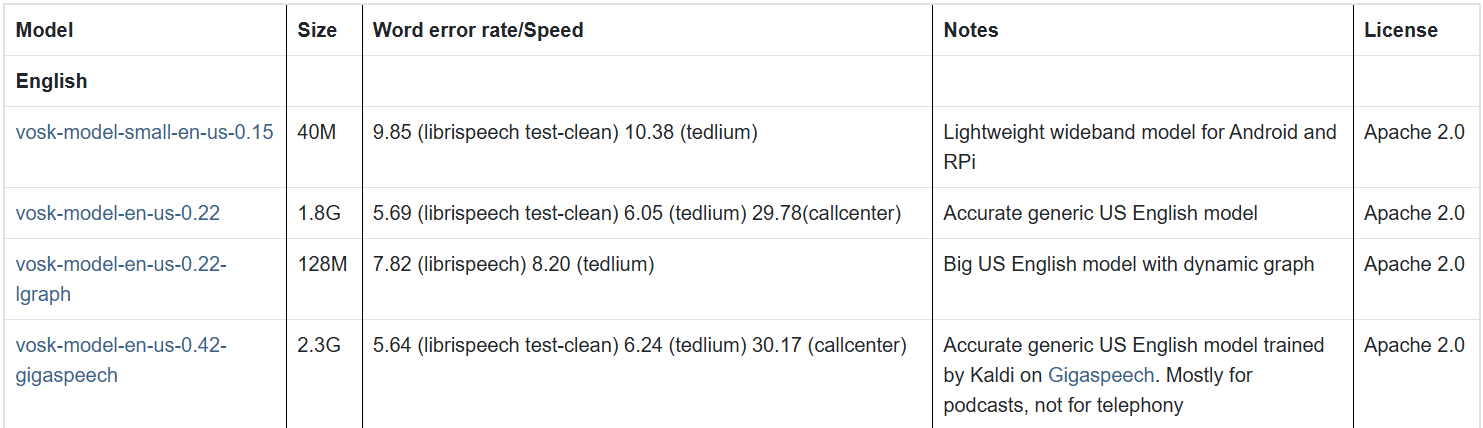 Model Size Word error rate/Speed Notes License
English
vosk-model-small-en-us-0.15 40M 9.85 (librispeech test-clean) 10.38 (tedlium) Lightweight wideband model for Android and Apache 2.0
RPi
vosk-model-en-us-0.22 1.8G 5.69 (librispeech test-clean) 6.05 (tedlium) 29.78(callcenter) Accurate generic US English model Apache 2.0
vosk-model-en-us-0.22- 128M 7.82 (librispeech) 8.20 (tedlium) Big US English model with dynamic graph Apache 2.0
lgraph
vosk-model-en-us-0.42- 2.3G 5.64 (librispeech test-clean) 6.24 (tedlium) 30.17 (callcenter) Accurate generic US English model trained Apache 2.0
gigaspeech by Kaldi on Gigaspeech. Mostly for
podcasts, not for telephony